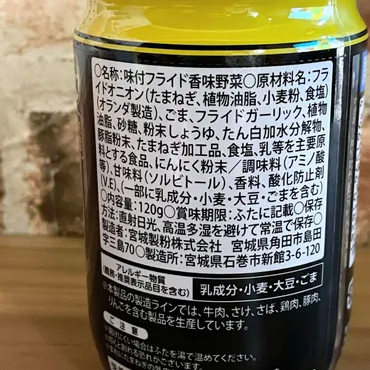 ○名称:味付フライド香味野菜○原材料名:フラ
イドオニオン(たまねぎ、植物油脂、小麦粉、食塩)
(オランダ製造)、ごま、フライドガーリック、植物
油脂、砂糖、粉末しょうゆ、たん白加水分解物、
豚脂粉末、たまねぎ加工品、食塩、乳等を主要原
料とする食品、にんにく粉末/調味料(アミノ酸
等)、甘味料(ソルビトール)、香料、酸化防止剤
(V.E)、(一部に乳成分・小麦・大豆・ごまを含む)
○内容量:120g○賞味期限:ふたに記載○保存
方法:直射日光、高温多湿を避けて常温で保存○
製造者:宮城製粉株式会社 宮城県角田市島田
字三島70○製造所:宮城県石巻市新館3-6-120
アレルギー物質
乳成分・小麦・大豆・ごま
本製品の製造ラインでは、牛肉、さけ、さば、鶏肉、豚肉、
りんごを含む製品を生産しています。
ご注意